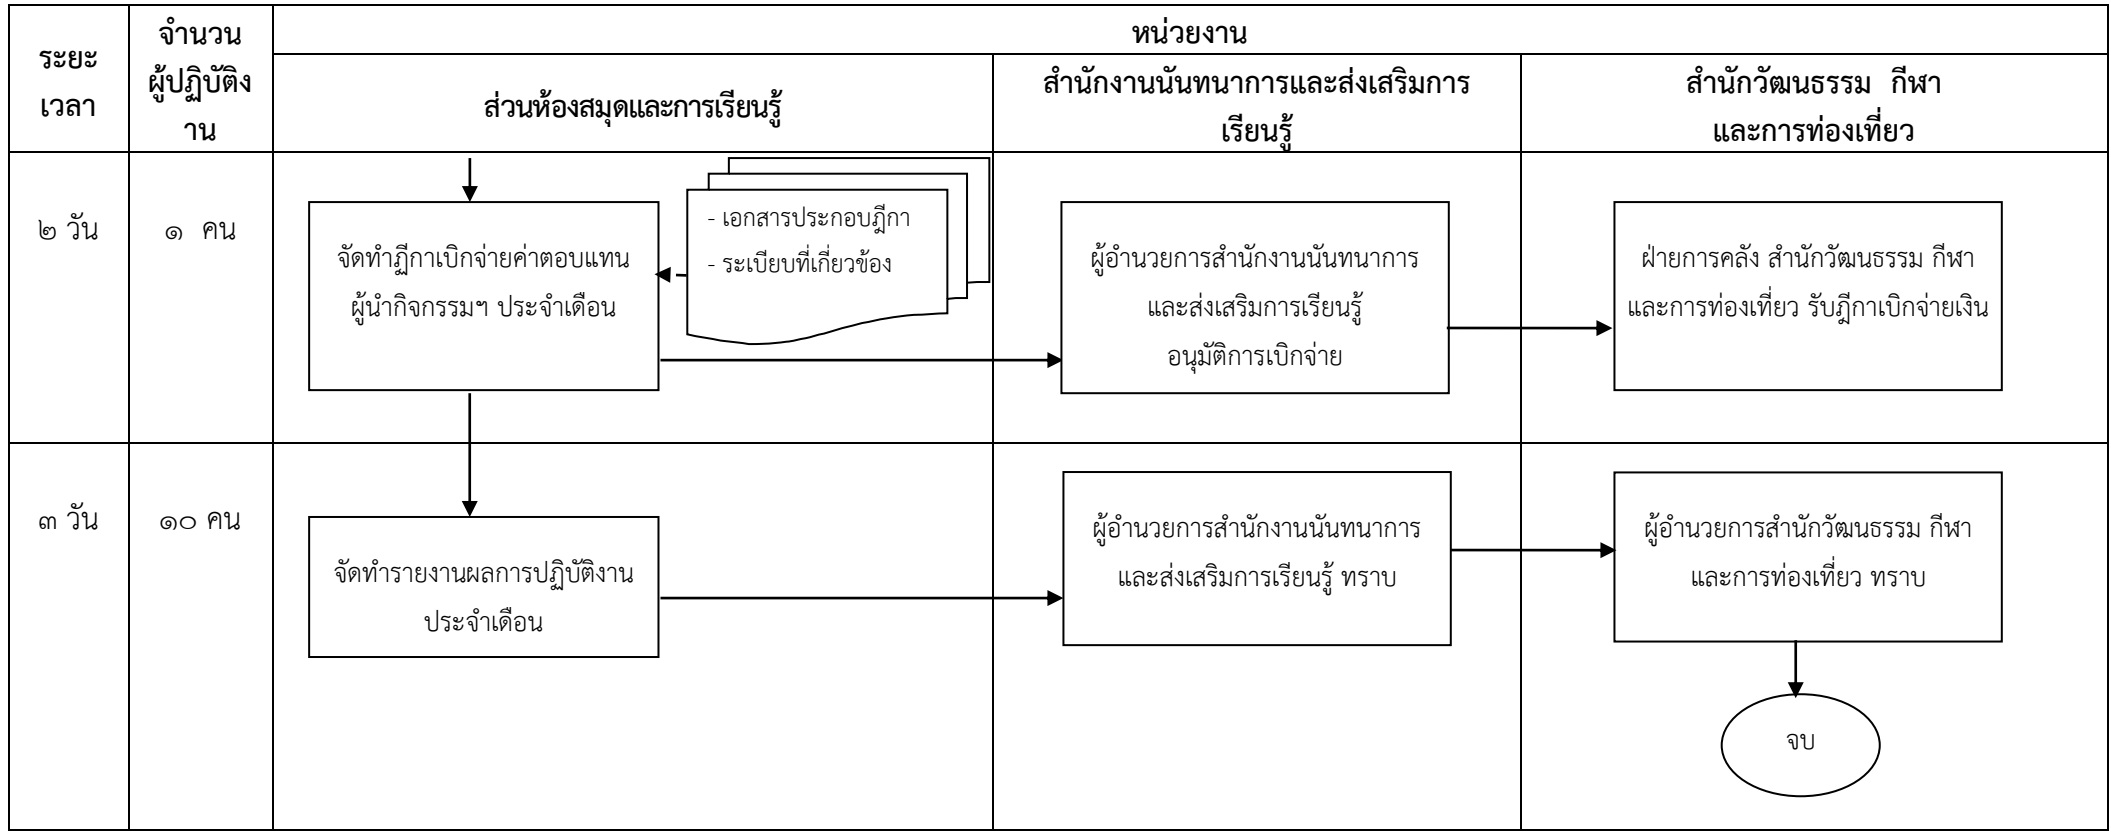 ระยะ
เวลา
จำนวน
ผู้ปฏิบัติง
าน
หน่วยงาน
ส่วนห้องสมุดและการเรียนรู้
สำนักงานนันทนาการและส่งเสริมการ
เรียนรู้
สำนักวัฒนธรรม กีฬา
และการท่องเที่ยว
๒ วัน
๑ คน
จัดทำฏีกาเบิกจ่ายค่าตอบแทน
ผู้นำกิจกรรมฯ ประจำเดือน
- เอกสารประกอบฎีกา
- ระเบียบที่เกี่ยวข้อง
ผู้อำนวยการสำนักงานนันทนาการ
และส่งเสริมการเรียนรู้
อนุมัติการเบิกจ่าย
ฝ่ายการคลัง สำนักวัฒนธรรม กีฬา
และการท่องเที่ยว รับฎีกาเบิกจ่ายเงิน
๓ วัน
๑๐ คน
จัดทำรายงานผลการปฏิบัติงาน
ประจำเดือน
ผู้อำนวยการสำนักงานนันทนาการ
และส่งเสริมการเรียนรู้ ทราบ
ผู้อำนวยการสำนักวัฒนธรรม กีฬา
และการท่องเที่ยว ทราบ
จบ